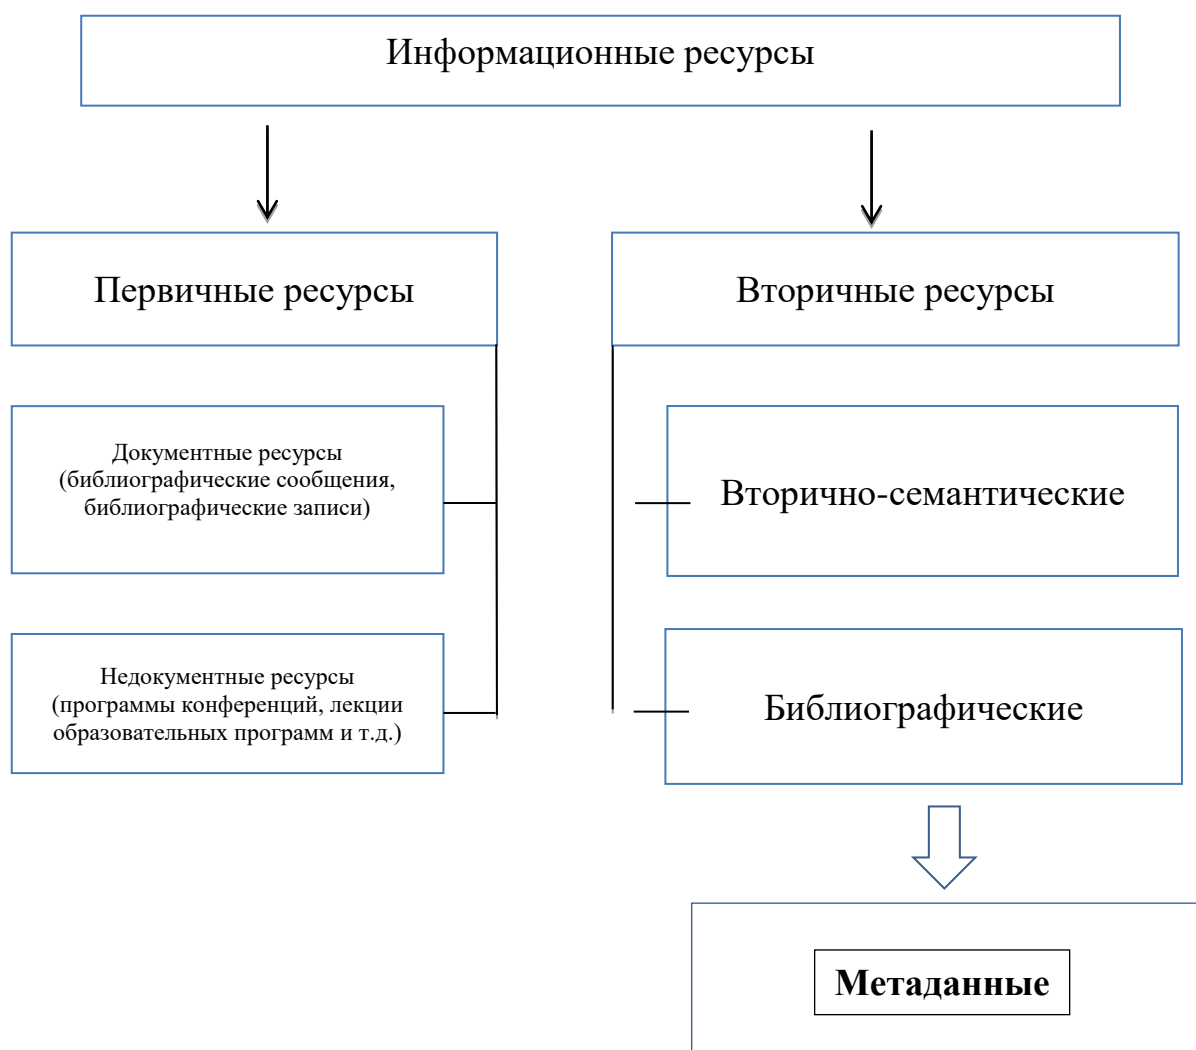 Информационные ресурсы
Первичные ресурсы
Вторичные ресурсы
Документные ресурсы
(библиографические сообщения,
библиографические записи)
Вторично-семантические
Недокументные ресурсы
(программы конференций, лекции
образовательных программ и т.д.)
Библиографические
Метаданные